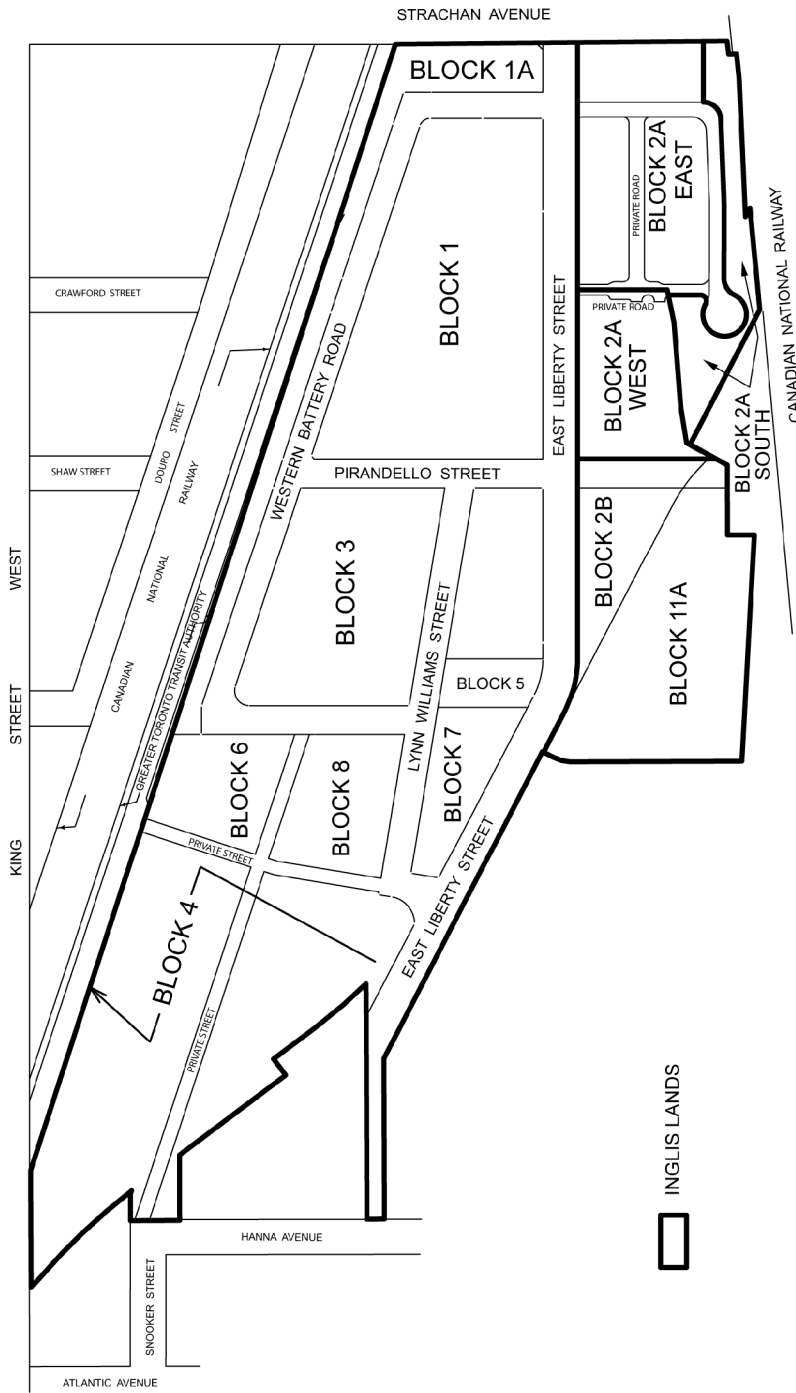 STRACHAN AVENUE
BLOCK 1A
BLOCK 2A
EAST
PRIVATE ROAD
CANADIAN NATIONAL RAILWAY
CRAWFORD STREET
BLOCK 1
EAST LIBERTY STREET
PRIVATE ROAD
BLOCK 2A
WEST
WESTERN BATTERY ROAD
DOURO STREET
SHAW STREET
CANADIAN NATIONAL RAILWAY
PIRANDELLO STREET
BLOCK 2A
SOUTH
KING STREET WEST
GREATER TORONTO TRANSIT AUTHORITY
BLOCK 3
BLOCK 2B
LYNN WILLIAMS STREET
BLOCK 11A
BLOCK 5
BLOCK 6
BLOCK 8
BLOCK 7
PRIVATE STREET
EAST LIBERTY STREET
BLOCK 4
PRIVATE STREET
INGLIS LANDS
HANNA AVENUE
SNOOKER STREET
ATLANTIC AVENUE